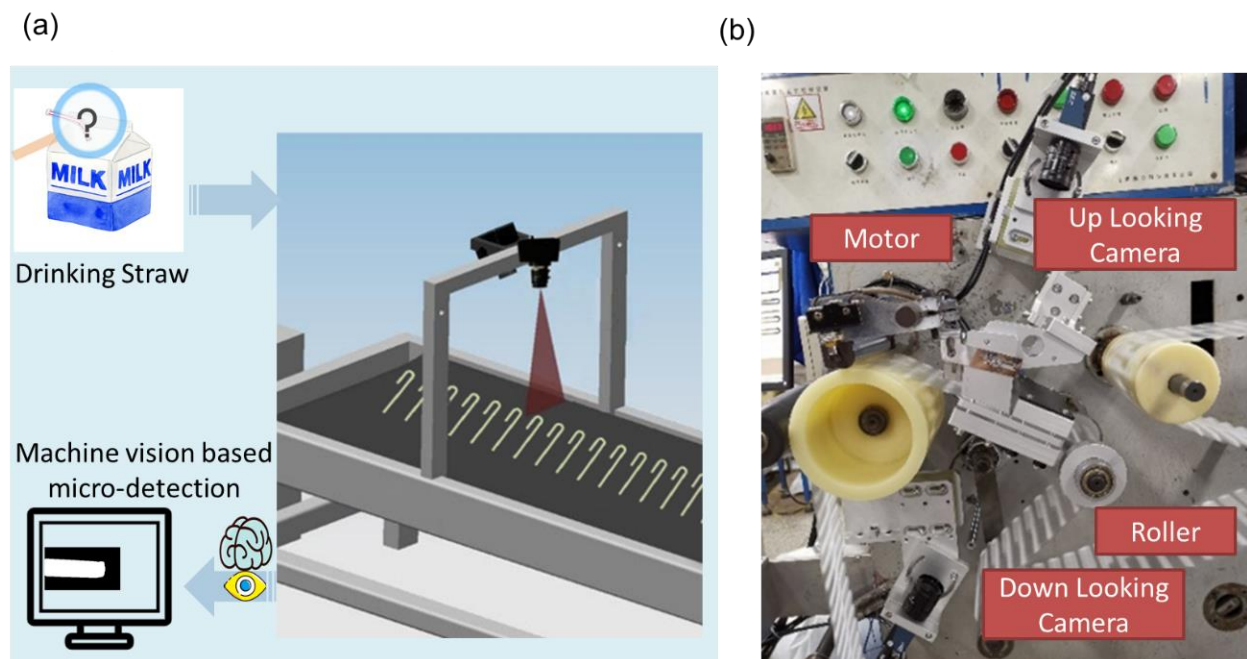 (a)
(b)
?
MILK
MILK
Drinking Straw
Machine vision based
micro-detection
Motor
Up Looking
Camera
Roller
Down Looking
Camera